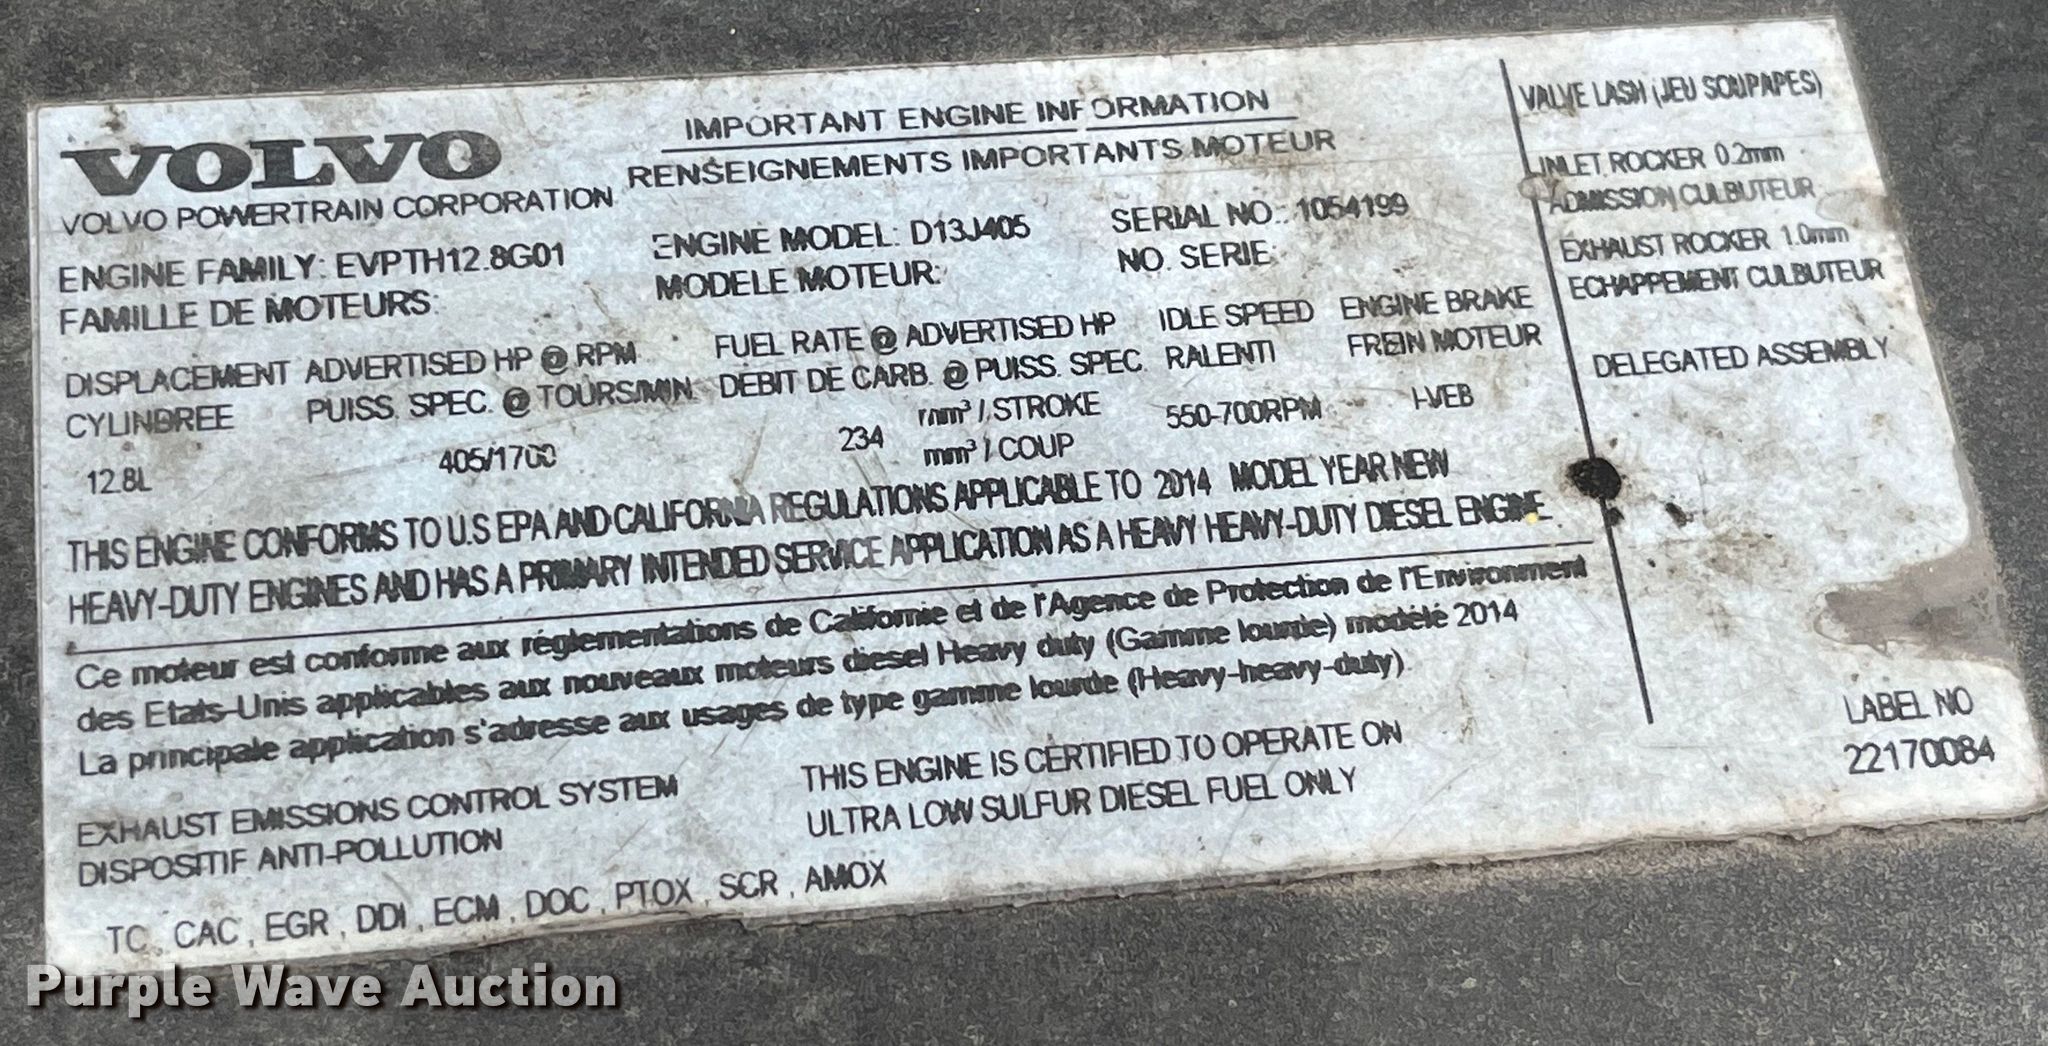 VOLVO
VOLVO POWERTRAIN CORPORATION
IMPORTANT ENGINE INFORMATION
RENSEIGNEMENTS IMPORTANTS MOTEUR
ENGINE FAMILY: EVPTH12.8G01
FAMILLE DE MOTEURS:
ENGINE MODEL: D13J405
MODELE MOTEUR:
SERIAL NO.: 1054199
NO. SERIE:
DISPLACEMENT
CYLINDREE
12.8L
ADVERTISED HP @ RPM
PUISS. SPEC. @ TOURS/MIN.
405/1700
FUEL RATE @ ADVERTISED HP
DEBIT DE CARB. @ PUISS. SPEC.
234
mm³ / STROKE
mm³ / COUP
IDLE SPEED
RALENTI
550-700RPM
ENGINE BRAKE
FREIN MOTEUR
I-VEB
THIS ENGINE CONFORMS TO U.S EPA AND CALIFORNIA REGULATIONS APPLICABLE TO 2014 MODEL YEAR NEW
HEAVY-DUTY ENGINES AND HAS A PRIMARY INTENDED SERVICE APPLICATION AS A HEAVY HEAVY-DUTY DIESEL ENGINE.
Ce moteur est conforme aux réglementations de Californie et de l'Agence de Protection de l'Environment
des Etats-Unis applicables aux nouveaux moteurs diesel Heavy duty (Gamme lourde) modélé 2014
La principale application s'adresse aux usages de type gamme lourde (Heavy-heavy-duty).
EXHAUST EMISSIONS CONTROL SYSTEM
DISPOSITIF ANTI-POLLUTION
THIS ENGINE IS CERTIFIED TO OPERATE ON
ULTRA LOW SULFUR DIESEL FUEL ONLY
TC , CAC , EGR , DDI , ECM , DOC , PTOX , SCR , AMOX
VALVE LASH (JEU SOUPAPES)
INLET ROCKER 0.2mm
ADMISSION CULBUTEUR
EXHAUST ROCKER 1.0mm
ECHAPPEMENT CULBUTEUR
DELEGATED ASSEMBLY
LABEL NO
22170084
Purple Wave Auction